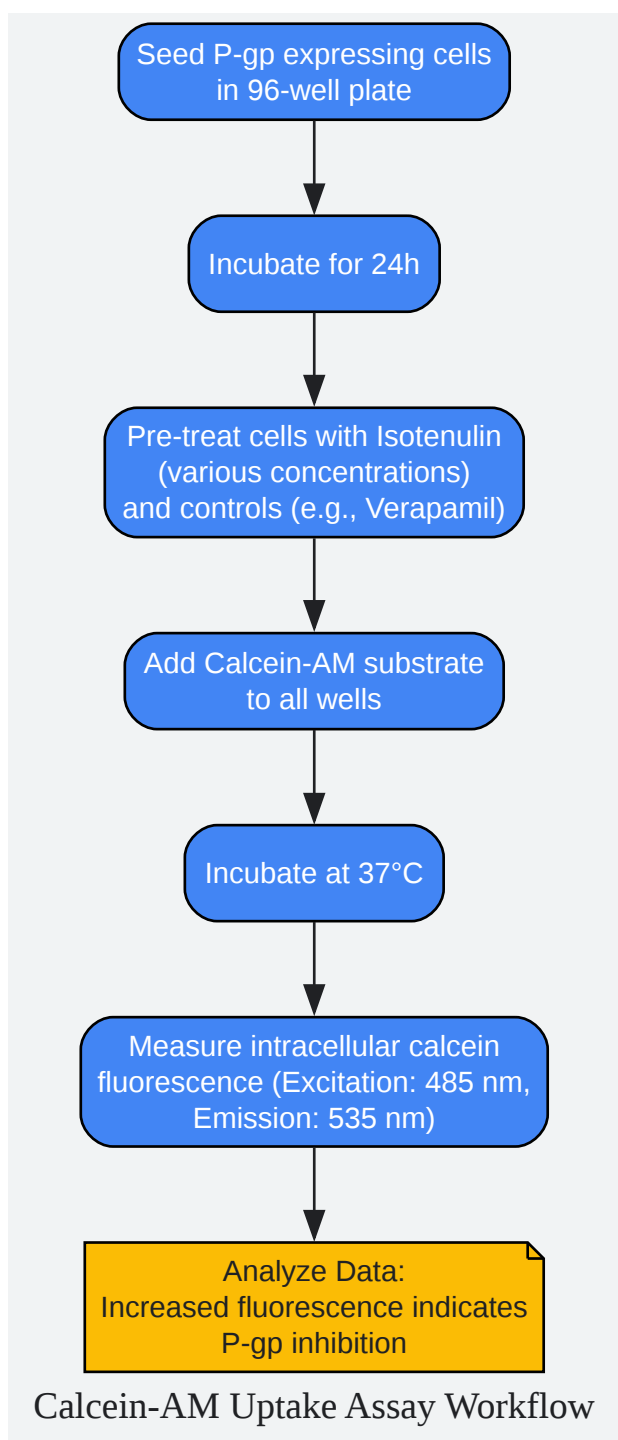 Seed P-gp expressing cells
in 96-well plate
Incubate for 24h
Pre-treat cells with Isotenulin
(various concentrations)
and controls (e.g., Verapamil)
Add Calcein-AM substrate
to all wells
Incubate at 37°C
Measure intracellular calcein
fluorescence (Excitation: 485 nm,
Emission: 535 nm)
Analyze Data:
Increased fluorescence indicates
P-gp inhibition
Calcein-AM Uptake Assay Workflow